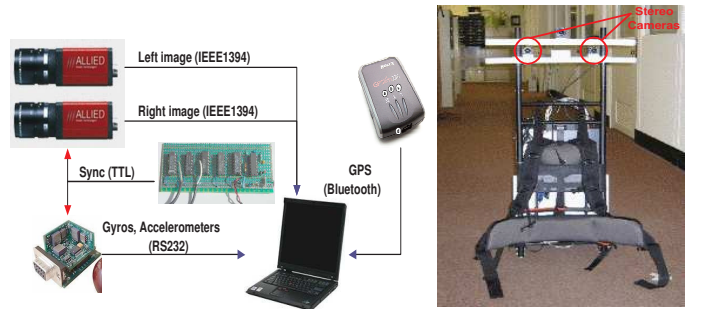 Stereo
Cameras
///ALLIED
Left image (IEEE1394)
///ALLIED
Right image (IEEE1394)
Sync (TTL)
GPS
(Bluetooth)
Gyros, Accelerometers
(RS232)